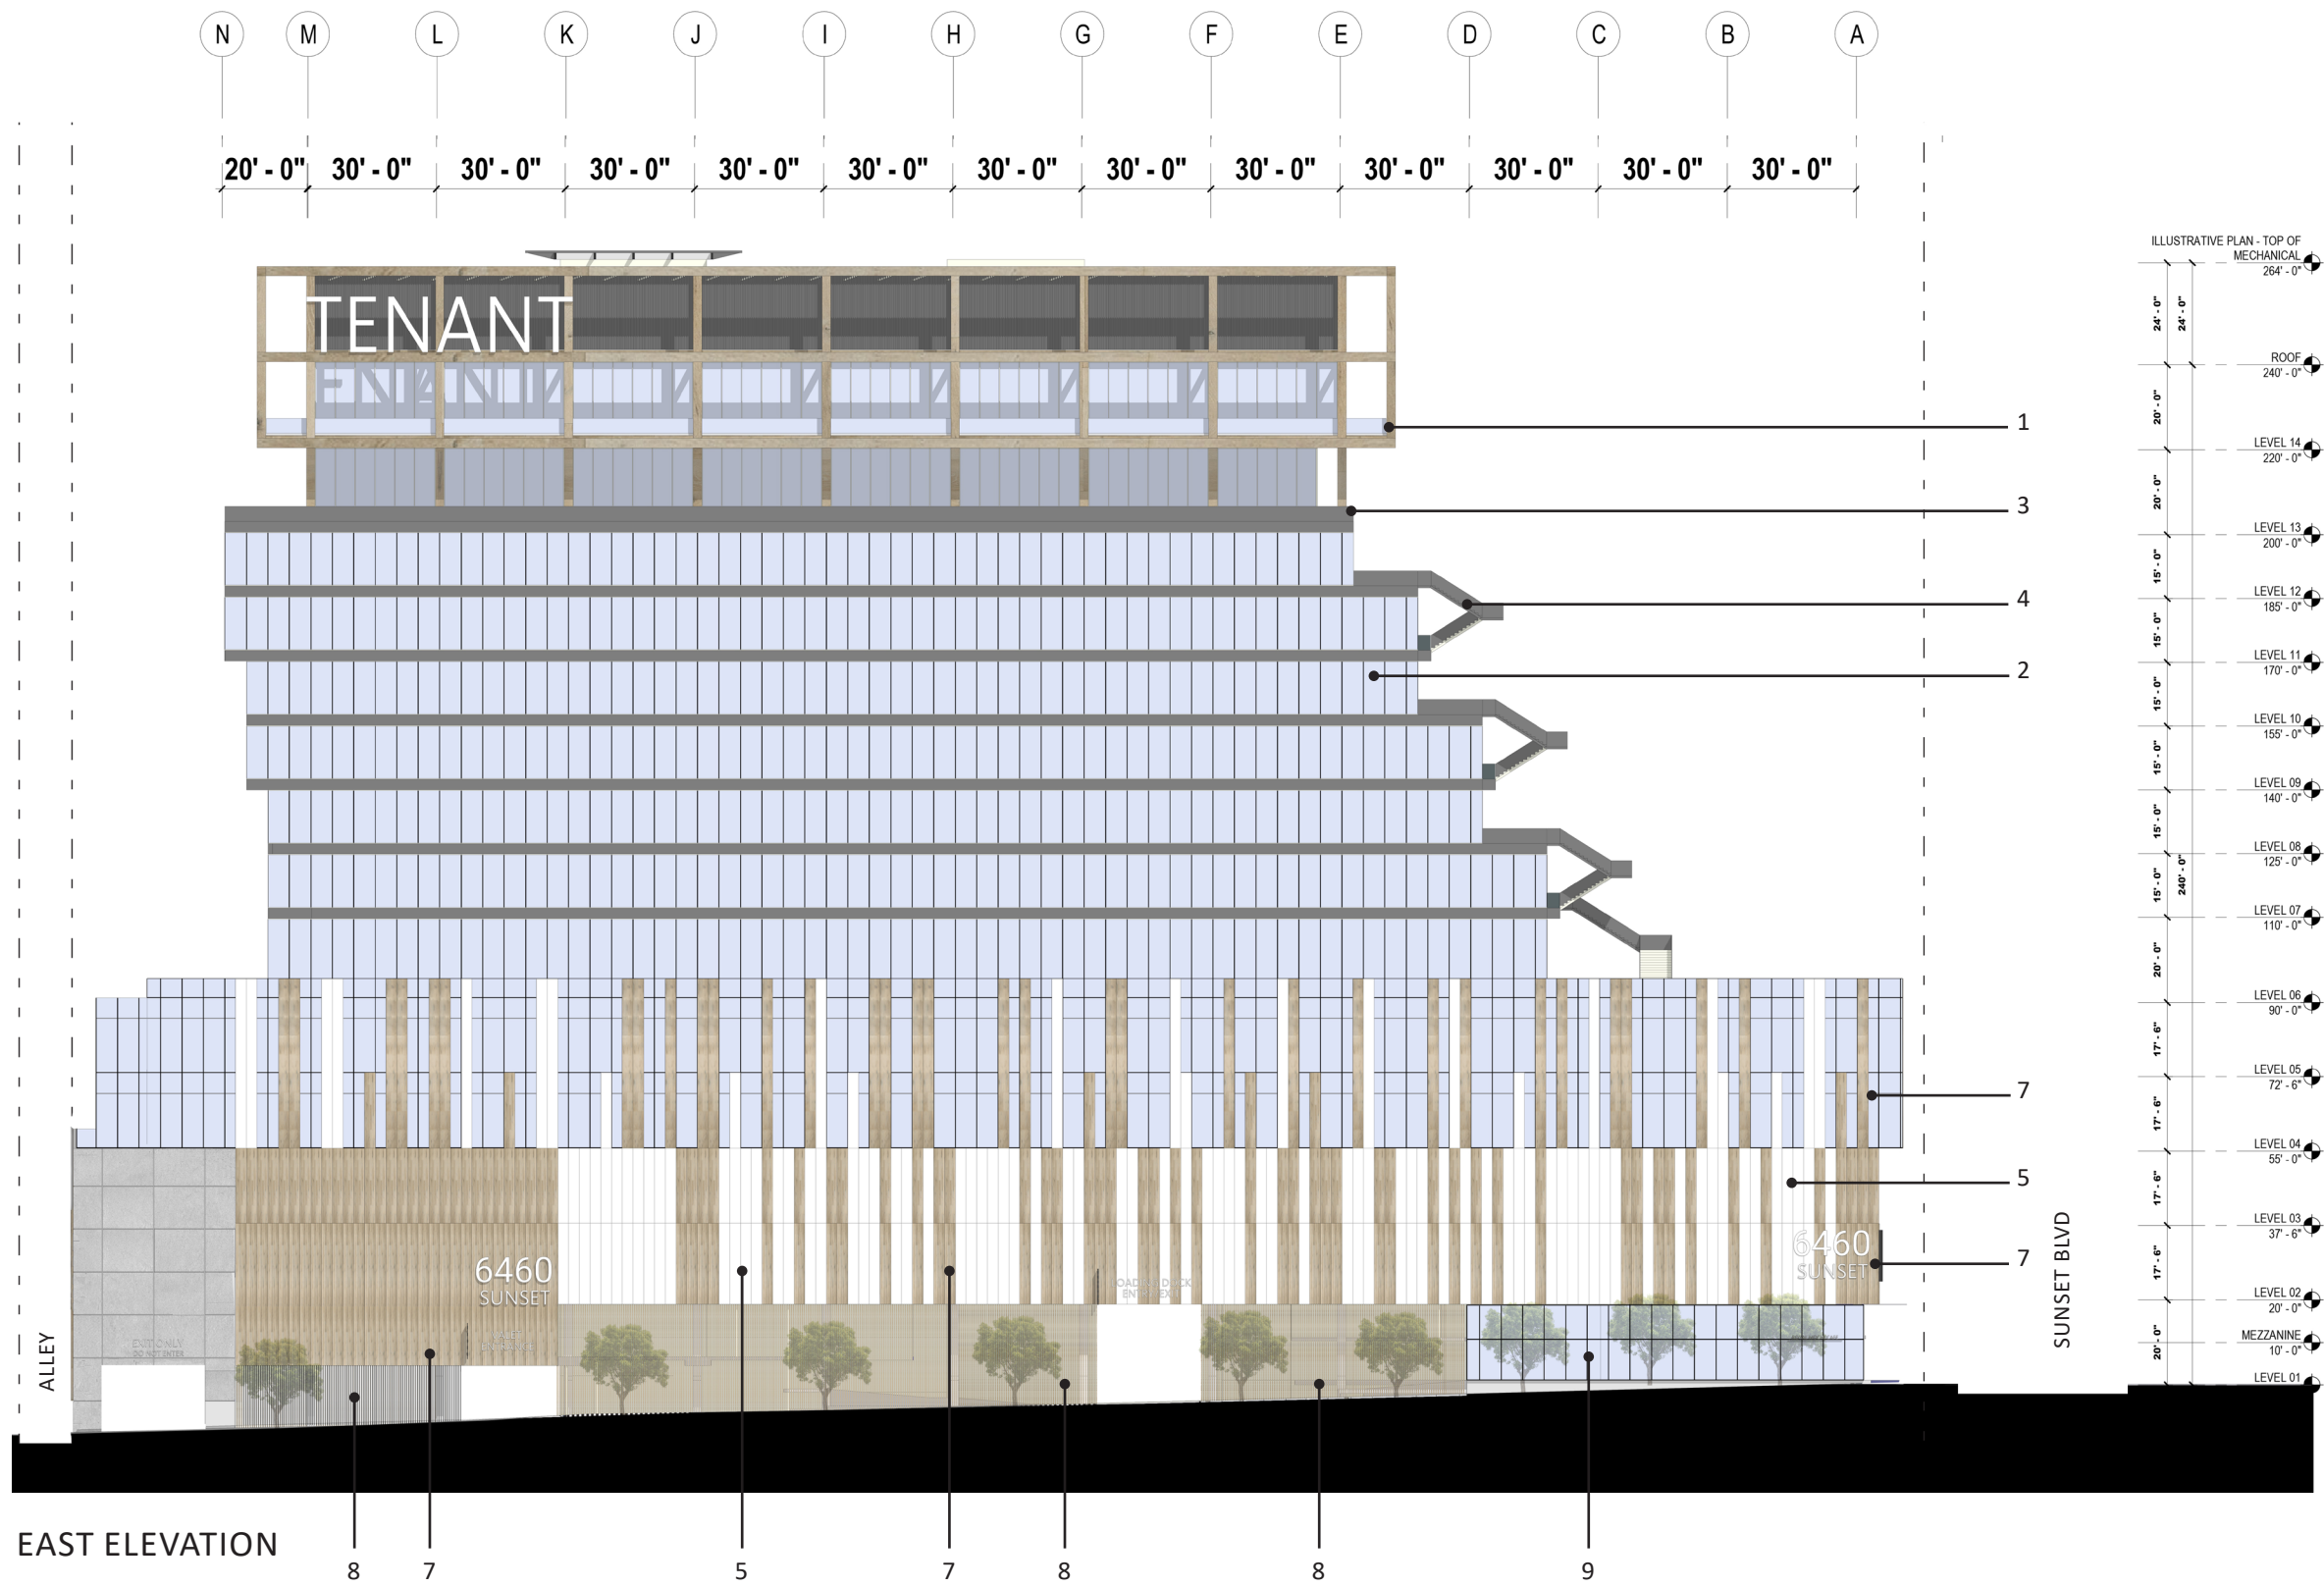 N M L K J I H G F E D C B A
20' - 0" 30' - 0" 30' - 0" 30' - 0" 30' - 0" 30' - 0" 30' - 0" 30' - 0" 30' - 0" 30' - 0" 30' - 0" 30' - 0" 30' - 0"
ILLUSTRATIVE PLAN - TOP OF
MECHANICAL
264' - 0"
24' - 0" 24' - 0"
TENANT
ROOF
240' - 0"
20' - 0"
1
LEVEL 14
220' - 0"
20' - 0"
3
LEVEL 13
200' - 0"
15' - 0"
4
LEVEL 12
185' - 0"
15' - 0"
2
LEVEL 11
170' - 0"
15' - 0"
LEVEL 10
155' - 0"
15' - 0"
LEVEL 09
140' - 0"
15' - 0"
LEVEL 08
125' - 0"
15' - 0" 240' - 0"
LEVEL 07
110' - 0"
20' - 0"
LEVEL 06
90' - 0"
17' - 6"
LEVEL 05
72' - 6"
7
17' - 6"
LEVEL 04
55' - 0"
5
17' - 6"
LEVEL 03
37' - 6"
6460
SUNSET
6460
SUNSET
7
17' - 6"
LOADING DOCK
LEVEL 02
20' - 0"
EXIT ONLY
DO NOT ENTER
MEZZANINE
10' - 0"
20' - 0"
LEVEL 01
ALLEY
SUNSET BLVD
EAST ELEVATION
8 7 5 7 8 8 9